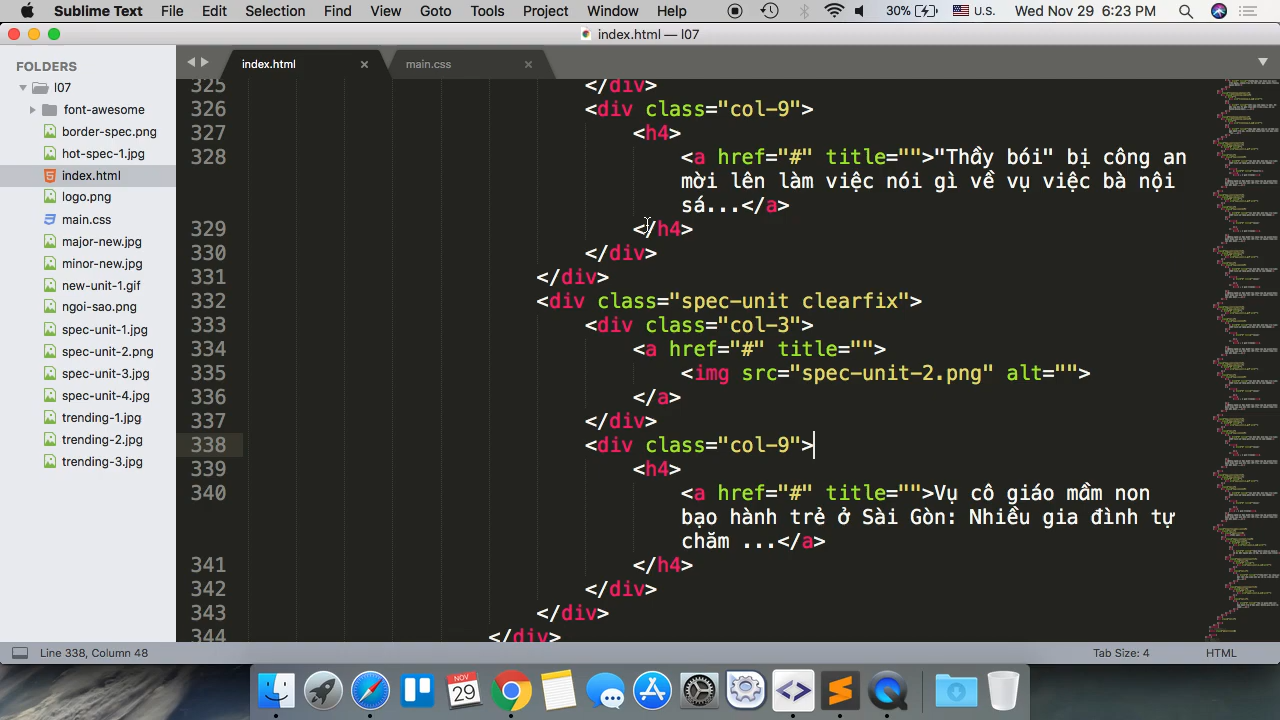 Sublime Text File Edit Selection Find View Goto Tools Project Window Help 30% U.S. Wed Nov 29 6:23 PM
index.html — l07
FOLDERS
l07
font-awesome
border-spec.png
hot-spec-1.jpg
index.html
logo.png
main.css
major-new.jpg
minor-new.jpg
new-unit-1.gif
ngoi-sao.png
spec-unit-1.jpg
spec-unit-2.png
spec-unit-3.jpg
spec-unit-4.jpg
trending-1.jpg
trending-2.jpg
trending-3.jpg
index.html main.css
325 </div>
326 <div class="col-9">
327 <h4>
328 <a href="#" title="">"Thầy bói" bị công an
mời lên làm việc nói gì về vụ việc bà nội
sá...</a>
329 </h4>
330 </div>
331 </div>
332 <div class="spec-unit clearfix">
333 <div class="col-3">
334 <a href="#" title="">
335 <img src="spec-unit-2.png" alt="">
336 </a>
337 </div>
338 <div class="col-9">
339 <h4>
340 <a href="#" title="">Vụ cô giáo mầm non
bạo hành trẻ ở Sài Gòn: Nhiều gia đình tự
chăm ...</a>
341 </h4>
342 </div>
343 </div>
344 </div>
Line 338, Column 48 Tab Size: 4 HTML
NOV
29